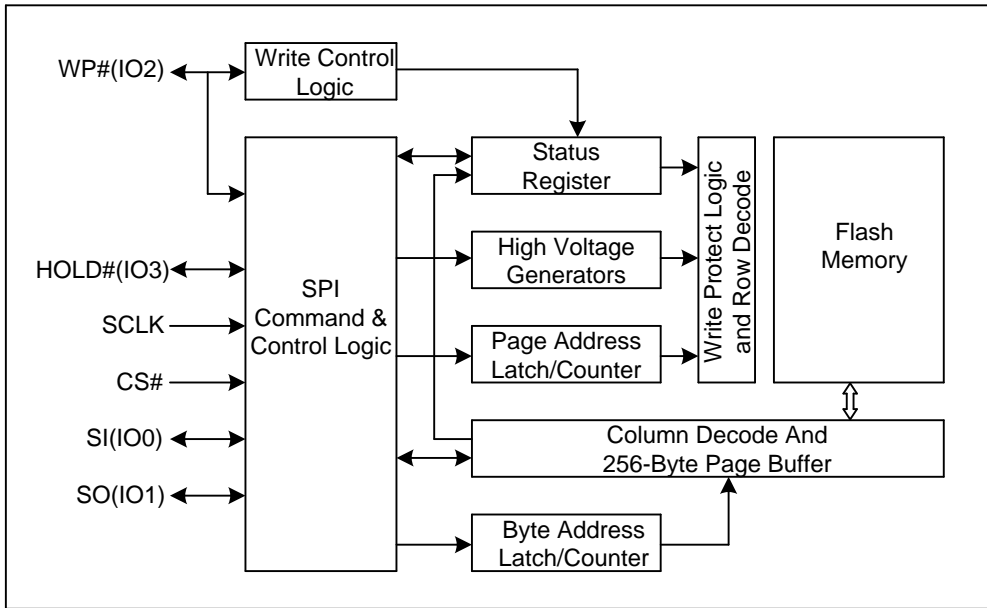 WP#(IO2)
Write Control
Logic
Status
Register
High Voltage
Generators
Page Address
Latch/Counter
Write Protect Logic
and Row Decode
Flash
Memory
HOLD#(IO3)
SCLK
CS#
SI(IO0)
SO(IO1)
SPI
Command &
Control Logic
Column Decode And
256-Byte Page Buffer
Byte Address
Latch/Counter